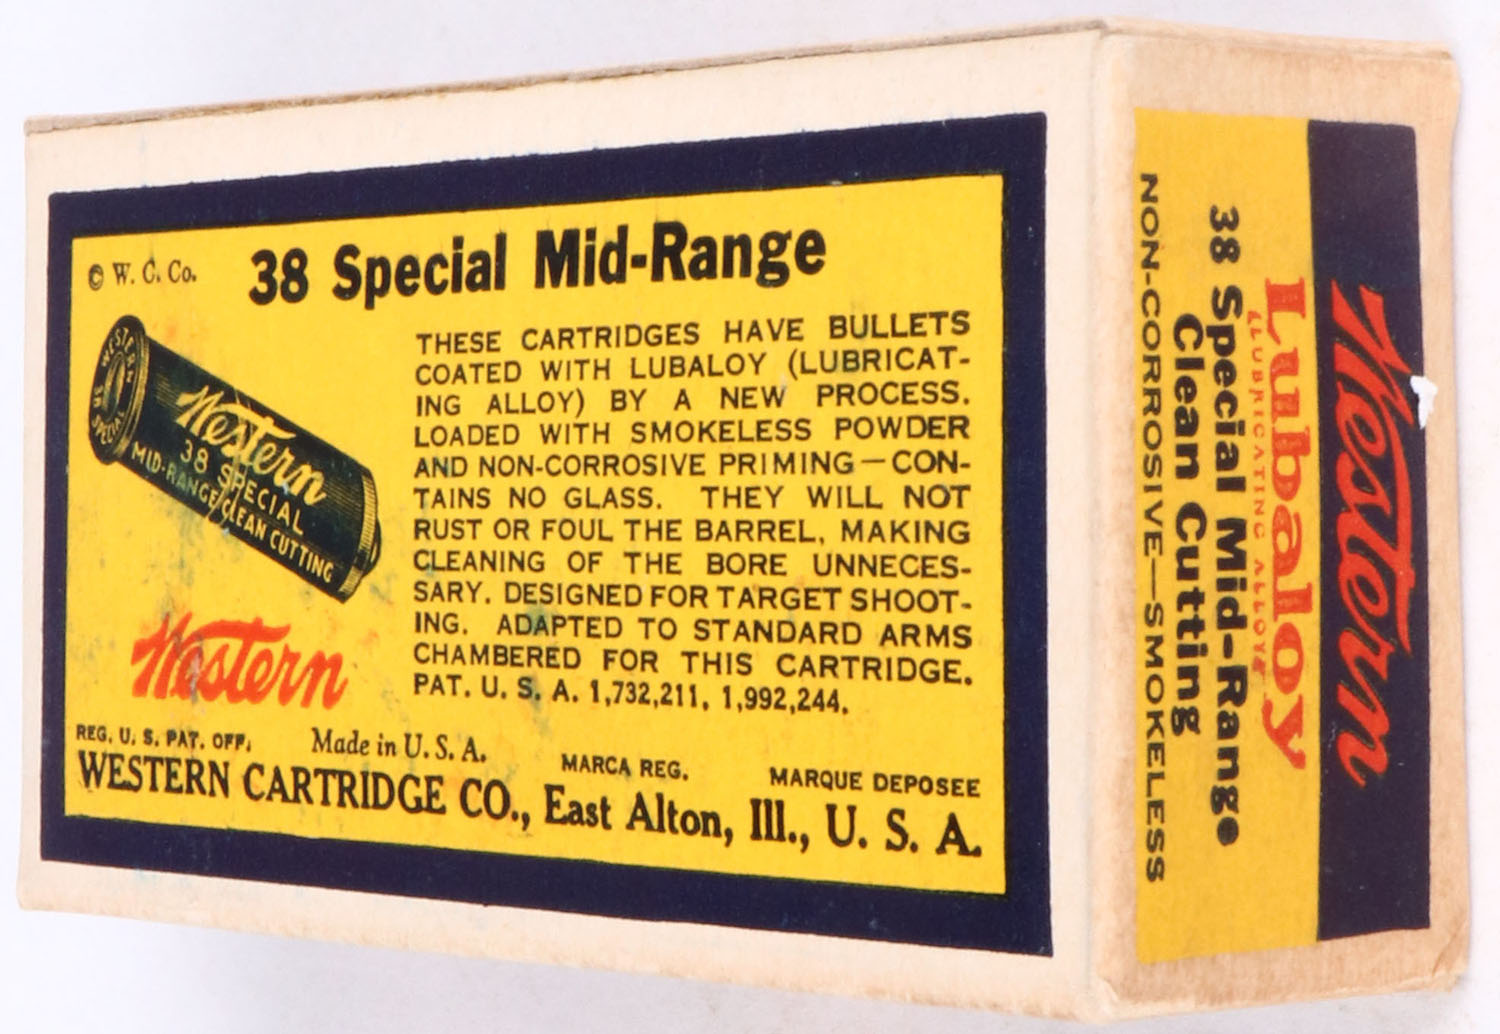 © W. C. Co.
38 Special Mid-Range
WESTERN
38 SPECIAL
Western
38 SPECIAL
MID-RANGE CLEAN CUTTING
THESE CARTRIDGES HAVE BULLETS
COATED WITH LUBALOY (LUBRICAT-
ING ALLOY) BY A NEW PROCESS.
LOADED WITH SMOKELESS POWDER
AND NON-CORROSIVE PRIMING—CON-
TAINS NO GLASS. THEY WILL NOT
RUST OR FOUL THE BARREL, MAKING
CLEANING OF THE BORE UNNECES-
SARY. DESIGNED FOR TARGET SHOOT-
ING. ADAPTED TO STANDARD ARMS
CHAMBERED FOR THIS CARTRIDGE.
PAT. U. S. A. 1,732,211, 1,992,244.
Western
REG. U. S. PAT. OFF.
Made in U. S. A.
MARCA REG.
MARQUE DEPOSEE
WESTERN CARTRIDGE CO., East Alton, Ill., U. S. A.
Western
Lubaloy
(LUBRICATING ALLOY)
38 Special Mid-Range
Clean Cutting
NON-CORROSIVE—SMOKELESS